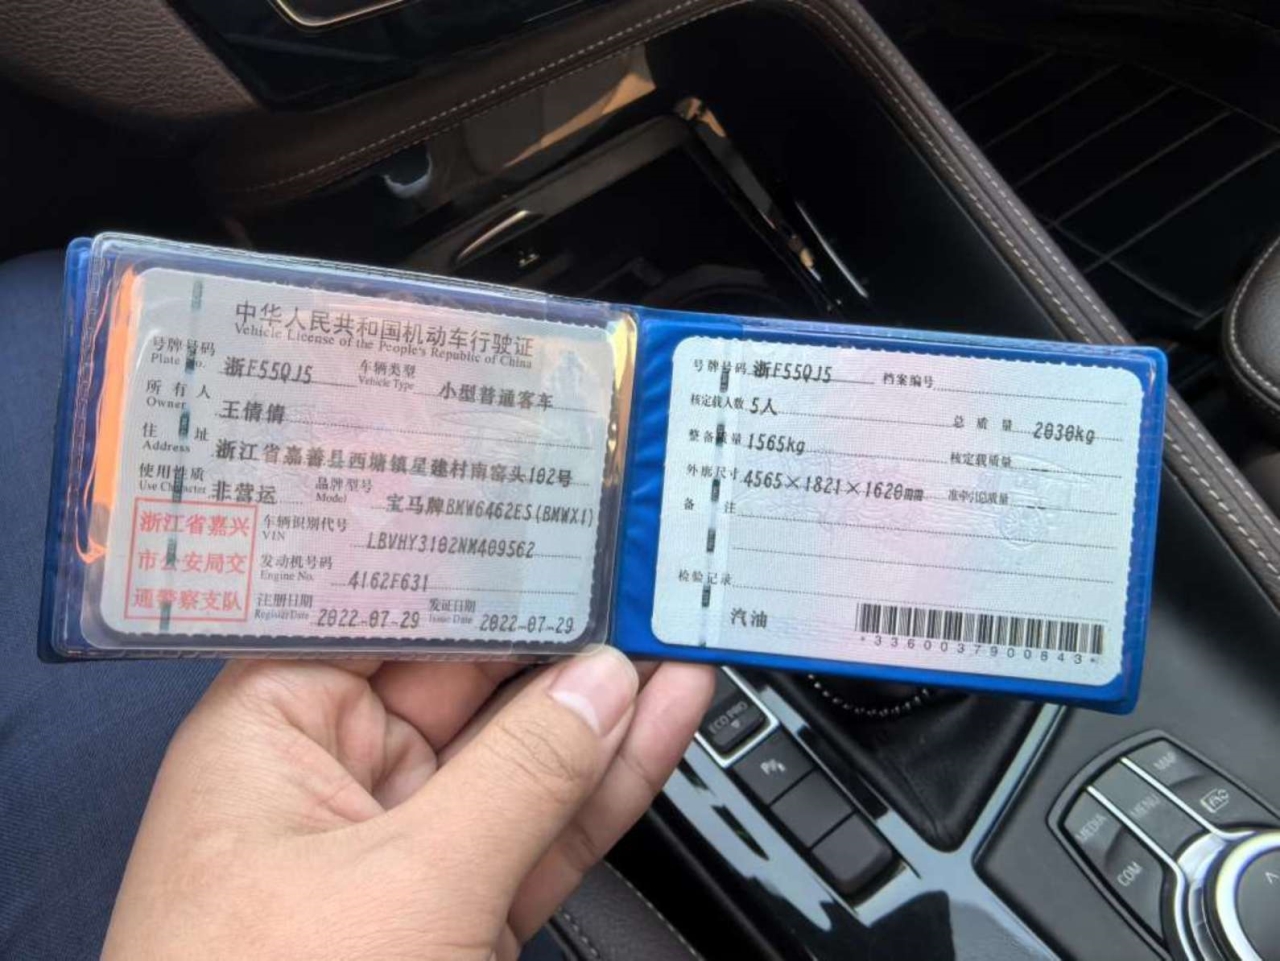 中华人民共和国机动车行驶证
Vehicle License of the People's Republic of China
号牌号码 浙F55QJ5 车辆类型 小型普通客车
Plate No. Vehicle Type
所有人 王倩倩
Owner
住址 浙江省嘉善县西塘镇星建村南窑头102号
Address
使用性质 非营运 品牌型号 宝马牌BMW6462ES(BMWX1)
Use Character Model
浙江省嘉兴
市公安局交
通警察支队
车辆识别代号 LBVHY3102NM409562
VIN
发动机号码 4162F631
Engine No.
注册日期 2022-07-29 发证日期 2022-07-29
Register Date Issue Date
号牌号码 浙F55QJ5 档案编号
核定载人数 5人 总质量 2030kg
整备质量 1565kg 核定载质量
外廓尺寸 4565×1821×1620mm 准牵引总质量
备注
检验记录
汽油
*3360037900843*
ECO PRO
MAP
MENU
MEDIA
COM